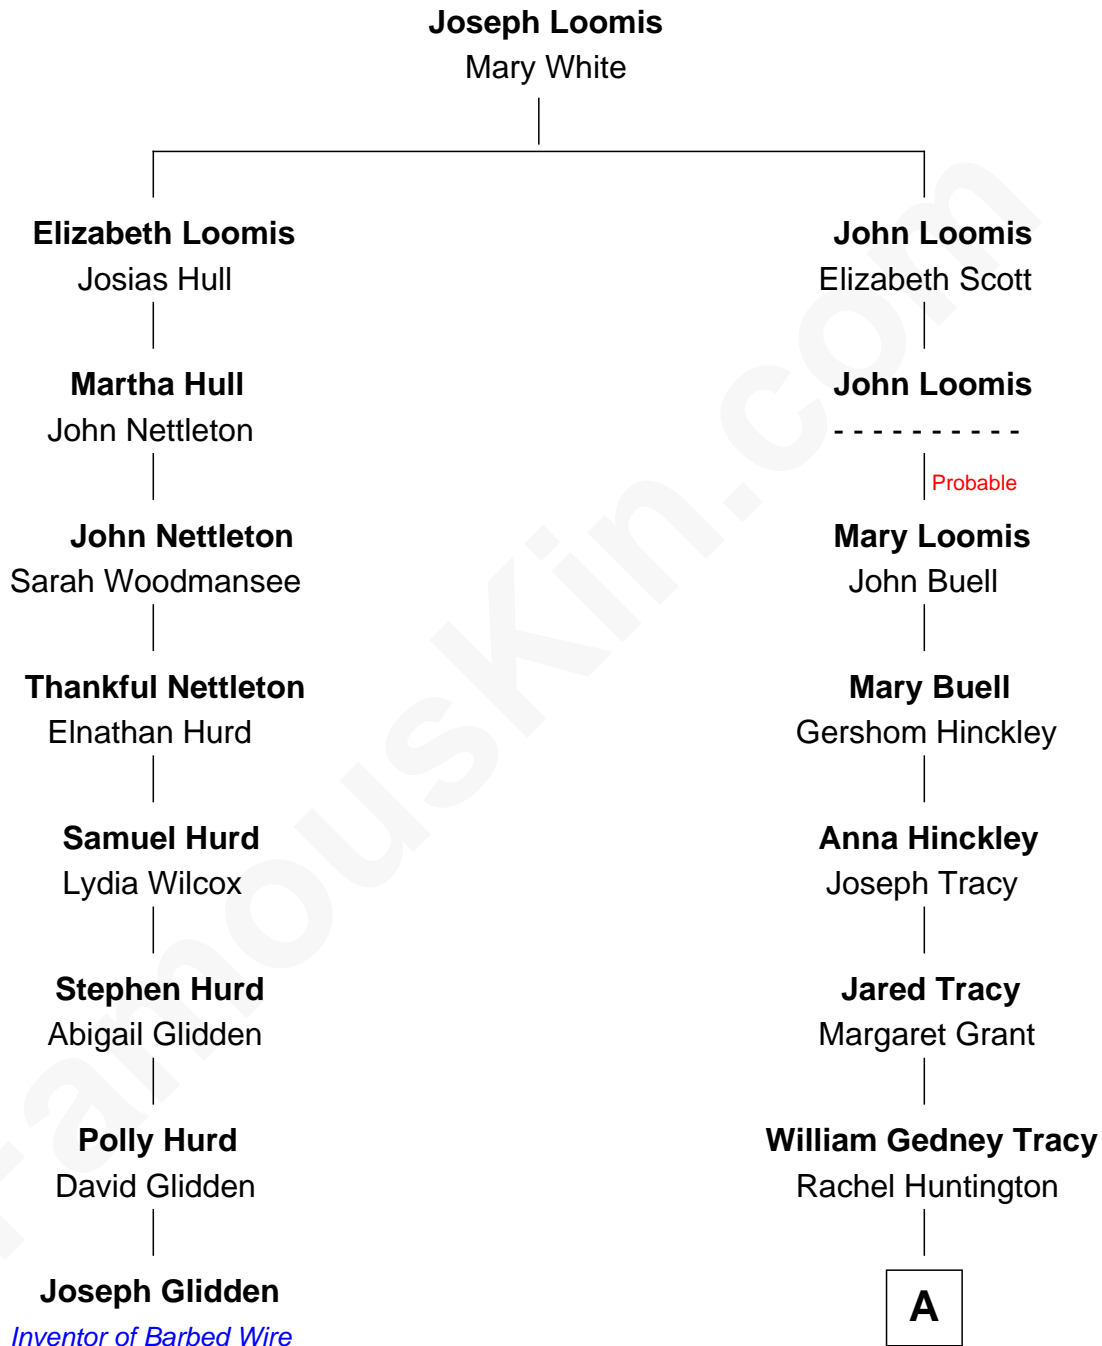 Joseph Loomis
Mary White
Elizabeth Loomis
Josias Hull
John Loomis
Elizabeth Scott
Martha Hull
John Nettleton
John Loomis
- - - - - - - - - -
Probable
John Nettleton
Sarah Woodmansee
Mary Loomis
John Buell
Thankful Nettleton
Elnathan Hurd
Mary Buell
Gershom Hinckley
Samuel Hurd
Lydia Wilcox
Anna Hinckley
Joseph Tracy
Stephen Hurd
Abigail Glidden
Jared Tracy
Margaret Grant
Polly Hurd
David Glidden
William Gedney Tracy
Rachel Huntington
Joseph Glidden
Inventor of Barbed Wire
A
FamousKin.com